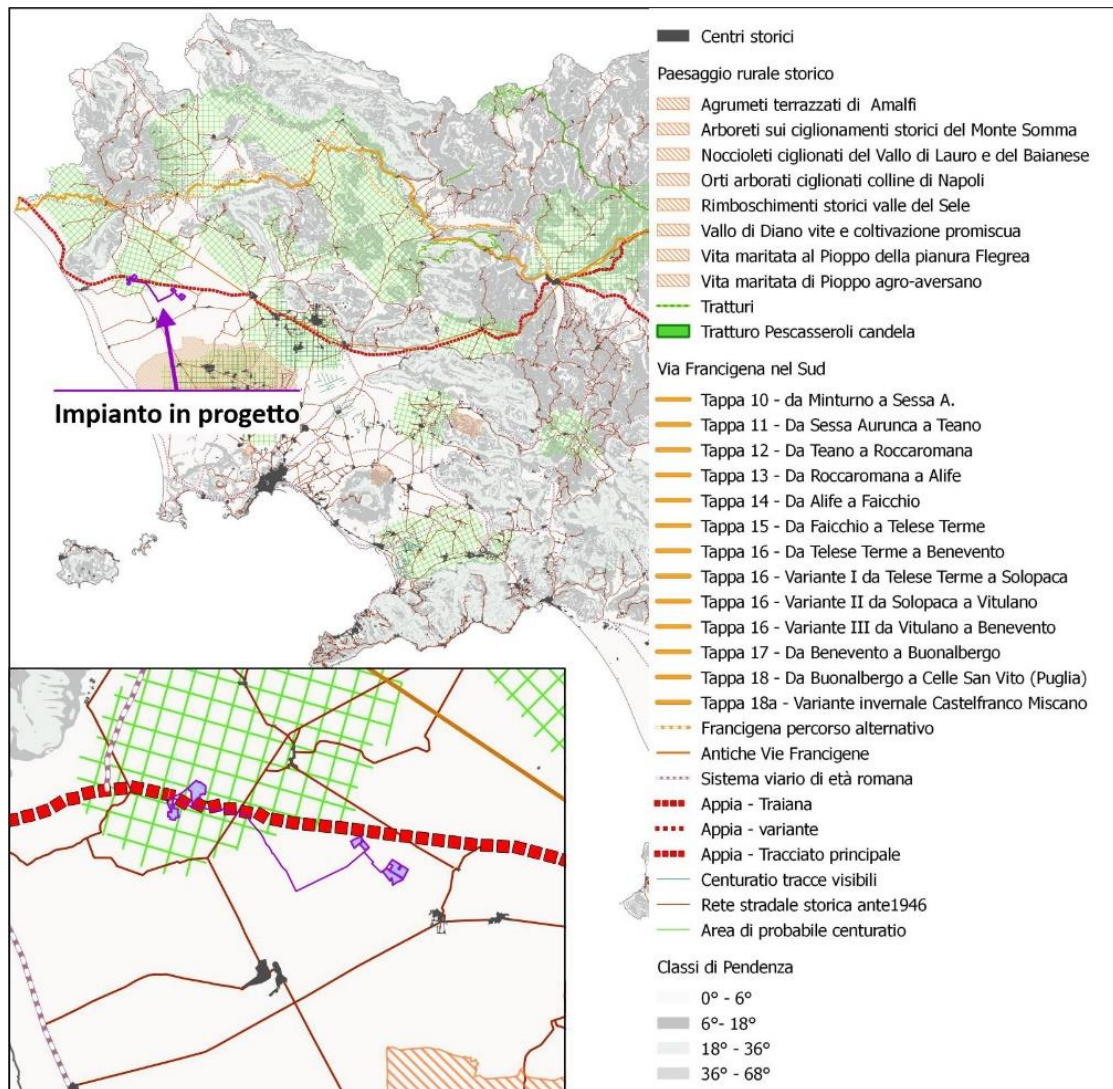 Impianto in progetto
Centri storici
Paesaggio rurale storico
Agrumeti terrazzati di Amalfi
Arboreti sui ciglionamenti storici del Monte Somma
Noccioleti ciglionati del Vallo di Lauro e del Baianese
Orti arborati ciglionati colline di Napoli
Rimboschimenti storici valle del Sele
Vallo di Diano vite e coltivazione promiscua
Vita maritata al Pioppo della pianura Flegrea
Vita maritata di Pioppo agro-aversano
Tratturi
Tratturo Pescasseroli candela
Via Francigena nel Sud
Tappa 10 - da Minturno a Sessa A.
Tappa 11 - Da Sessa Aurunca a Teano
Tappa 12 - Da Teano a Roccaromana
Tappa 13 - Da Roccaromana a Alife
Tappa 14 - Da Alife a Faicchio
Tappa 15 - Da Faicchio a Telese Terme
Tappa 16 - Da Telese Terme a Benevento
Tappa 16 - Variante I da Telese Terme a Solopaca
Tappa 16 - Variante II da Solopaca a Vitulano
Tappa 16 - Variante III da Vitulano a Benevento
Tappa 17 - Da Benevento a Buonalbergo
Tappa 18 - Da Buonalbergo a Celle San Vito (Puglia)
Tappa 18a - Variante invernale Castelfranco Miscano
Francigena percorso alternativo
Antiche Vie Francigene
Sistema viario di età romana
Appia - Traiana
Appia - variante
Appia - Tracciato principale
Centuratio tracce visibili
Rete stradale storica ante1946
Area di probabile centuratio
Classi di Pendenza
0° - 6°
6°- 18°
18° - 36°
36° - 68°